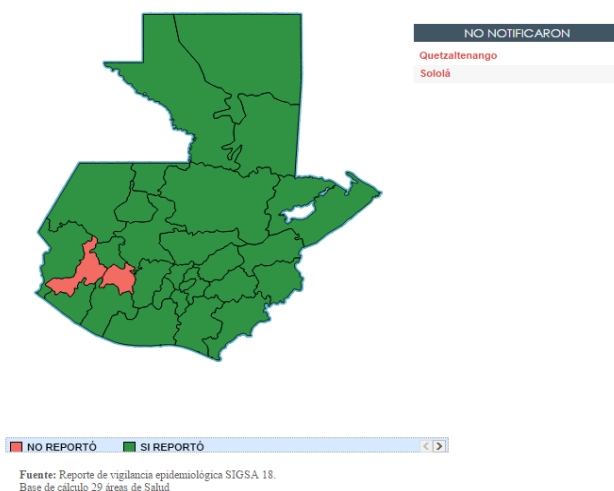 NO NOTIFICARON
Quetzaltenango
Sololá
NO REPORTÓ SI REPORTÓ
Fuente: Reporte de vigilancia epidemiológica SIGSA 18.
Base de cálculo 29 áreas de Salud